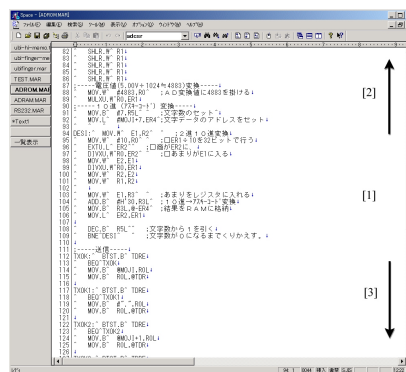 Space - [ADROM.MAR]
ファイル(F) 編集(E) 検索(S) ツール(M) 表示(V) オプション(O) ウィンドウ(W) ヘルプ(H)
adcsr
ubfinger.mar
TEST.MAR
ADROM.MAR
ADRAM.MAR
RS232.MAR
*Text1
一覧表示
82 SHLR.W R1↓
83 SHLR.W R1↓
84 SHLR.W R1↓
85 SHLR.W R1↓
86 SHLR.W R1↓
87 ;-----電圧値(5.00V÷1024≒4883)変換-----↓
88 MOV.W #4883,R0 ;AD変換値に4883を掛ける↓
89 MULXU.W R0,ER1↓
90 ;-----10進(アスキーコード)変換-----↓
91 MOV.B #7,R5L ;文字数のセット↓
92 MOV.L #MOJI+7,ER4 ;文字データのアドレスをセット↓
93 ↓
94 DESI: MOV.W E1,R2 ;2進10進変換↓
95 MOV.W #10,R0 ;□ER1÷10を32ビットで行う↓
96 EXTU.L ER2 ;□商がER2に、↓
97 DIVXU.W R0,ER2 ;□あまりがE1に入る↓
98 MOV.W E2,E1↓
99 DIVXU.W R0,ER1↓
100 MOV.W R2,E2↓
101 MOV.W R1,R2↓
102 ↓
103 MOV.W E1,R3 ;あまりをレジスタに入れる↓
104 ADD.B #H'30,R3L ;10進→アスキーコード変換↓
105 MOV.B R3L,@-ER4 ;結果をRAMに格納↓
106 MOV.L ER2,ER1↓
107 ↓
108 DEC.B R5L ;文字数から1を引く↓
109 BNE DESI ;文字数が0になるまでくりかえす。↓
110 ↓
111 ;-----送信-----↓
112 TXOK: BTST.B TDRE↓
113 BEQ TXOK↓
114 MOV.B @MOJI,R0L↓
115 MOV.B R0L,@TDR↓
116 ↓
117 TXOK1: BTST.B TDRE↓
118 BEQ TXOK1↓
119 MOV.B #".",R0L↓
120 MOV.B R0L,@TDR↓
121 ↓
122 TXOK2: BTST.B TDRE↓
123 BEQ TXOK2↓
124 MOV.B @MOJI+1,R0L↓
125 MOV.B R0L,@TDR↓
126 ↓
[2]
[1]
[3]